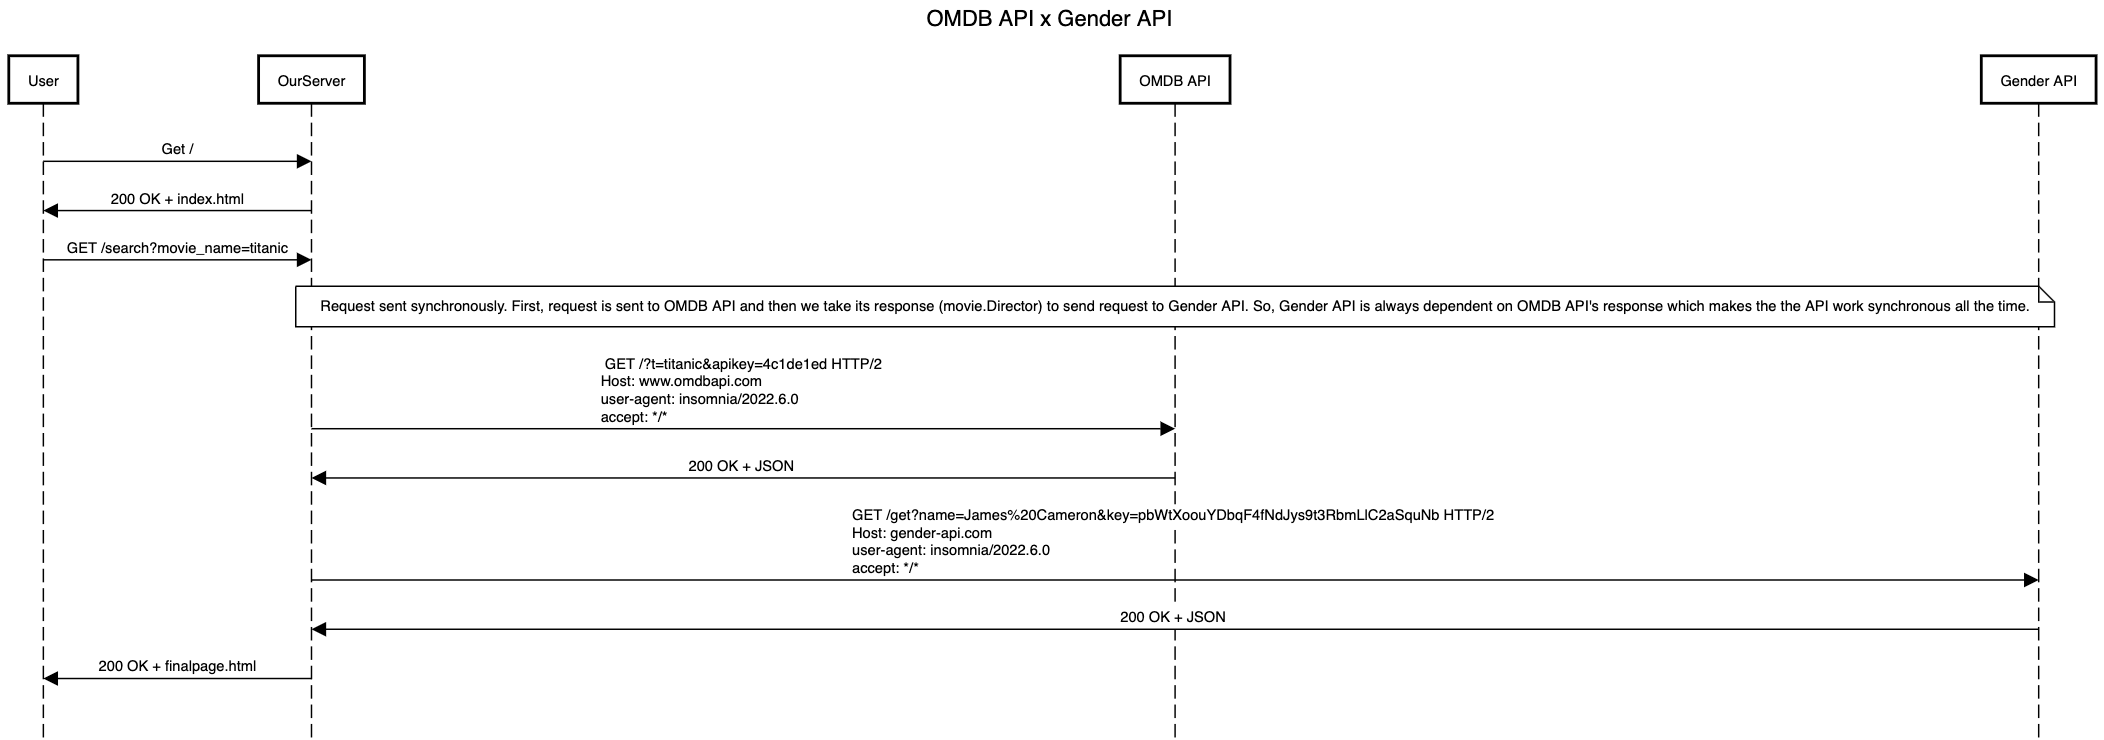 OMDB API x Gender API
User
OurServer
OMDB API
Gender API
Get /
200 OK + index.html
GET /search?movie_name=titanic
Request sent synchronously. First, request is sent to OMDB API and then we take its response (movie.Director) to send request to Gender API. So, Gender API is always dependent on OMDB API's response which makes the the API work synchronous all the time.
GET /?t=titanic&apikey=4c1de1ed HTTP/2
Host: www.omdbapi.com
user-agent: insomnia/2022.6.0
accept: */*
200 OK + JSON
GET /get?name=James%20Cameron&key=pbWtXoouYDbqF4fNdJys9t3RbmLlC2aSquNb HTTP/2
Host: gender-api.com
user-agent: insomnia/2022.6.0
accept: */*
200 OK + JSON
200 OK + finalpage.html